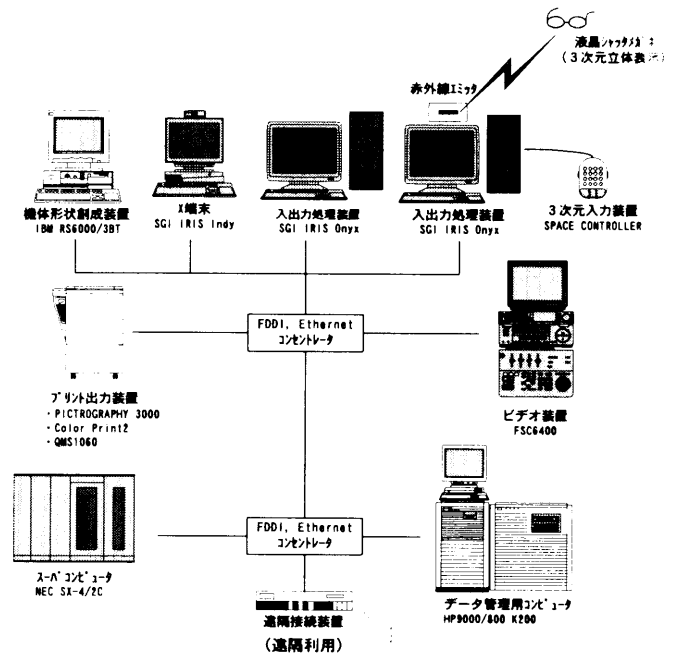 液晶シャッタメガネ
(3次元立体表示)
赤外線エミッタ
機体形状創成装置
IBM RS6000/3BT
X端末
SGI IRIS Indy
入出力処理装置
SGI IRIS Onyx
入出力処理装置
SGI IRIS Onyx
3次元入力装置
SPACE CONTROLLER
FDDI, Ethernet
コンセントレータ
プリント出力装置
・PICTROGRAPHY 3000
・Color Print2
・QMS1060
ビデオ装置
FSC6400
FDDI, Ethernet
コンセントレータ
スーパコンピュータ
NEC SX-4/2C
データ管理用コンピュータ
HP9000/800 K200
遠隔接続装置
(遠隔利用)